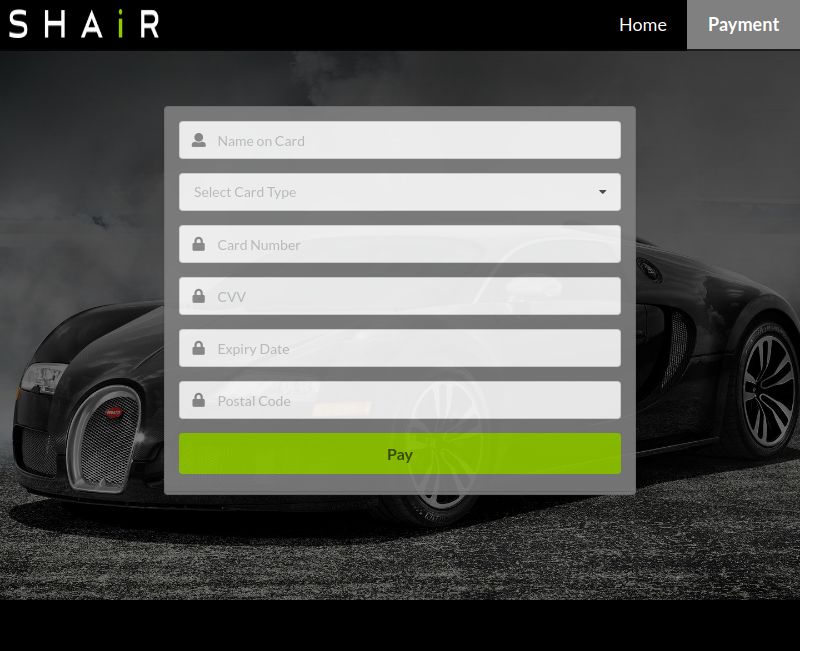 SHAiR
Home
Payment
Name on Card
Select Card Type
Card Number
CVV
Expiry Date
Postal Code
Pay